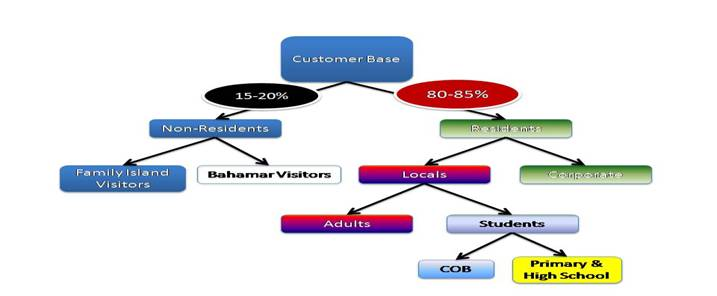 Customer Base
15-20%
80-85%
Non-Residents
Residents
Family Island
Visitors
Bahamar Visitors
Locals
Corporate
Adults
Students
COB
Primary &
High School